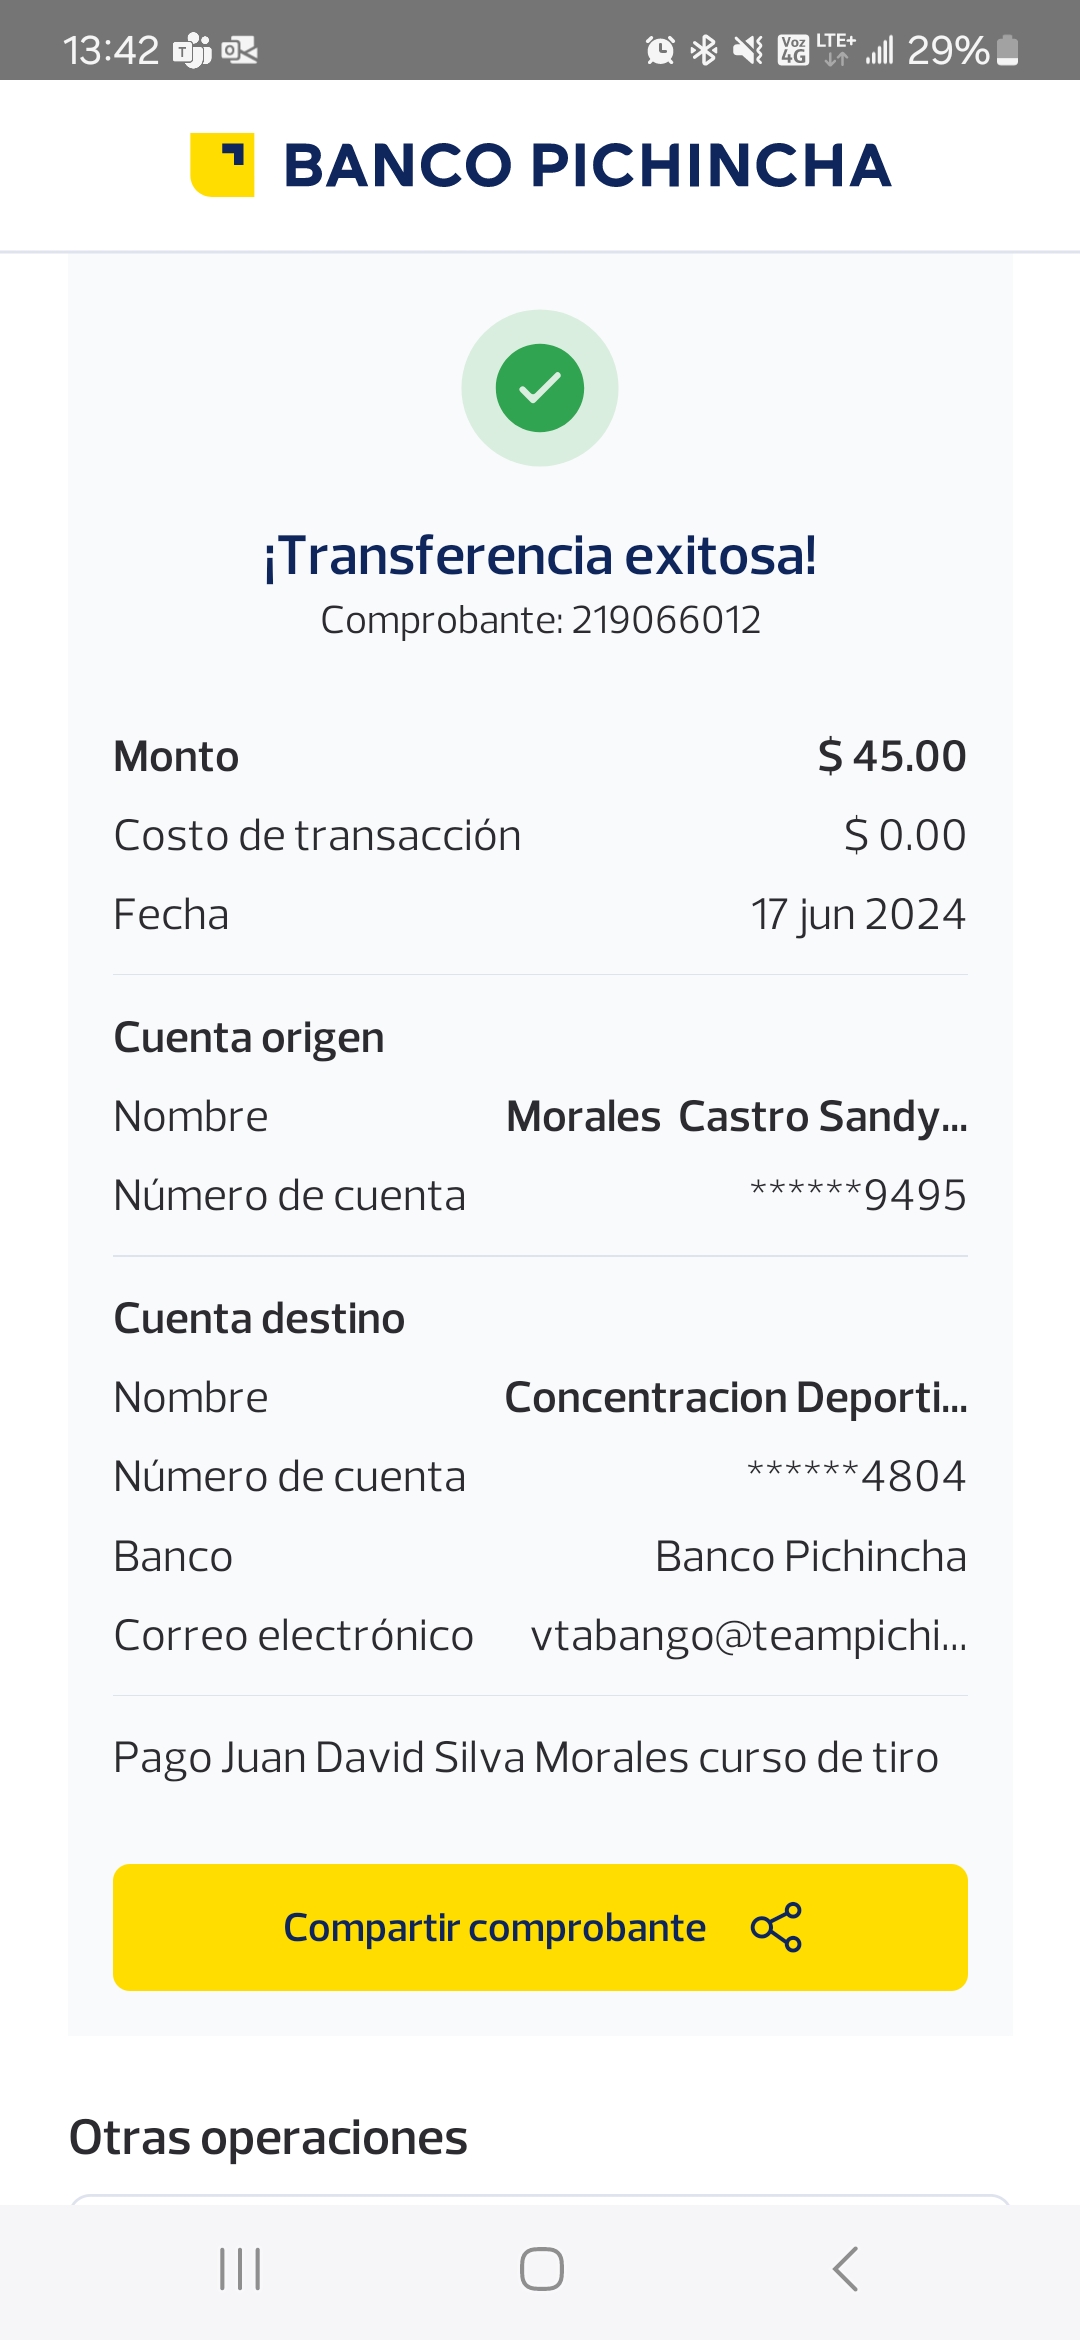 13:42 Voz 4G LTE+ 29%
BANCO PICHINCHA
¡Transferencia exitosa!
Comprobante: 219066012
Monto $ 45.00
Costo de transacción $ 0.00
Fecha 17 jun 2024
Cuenta origen
Nombre Morales  Castro Sandy...
Número de cuenta ******9495
Cuenta destino
Nombre Concentracion Deporti...
Número de cuenta ******4804
Banco Banco Pichincha
Correo electrónico vtabango@teampichi...
Pago Juan David Silva Morales curso de tiro
Compartir comprobante
Otras operaciones